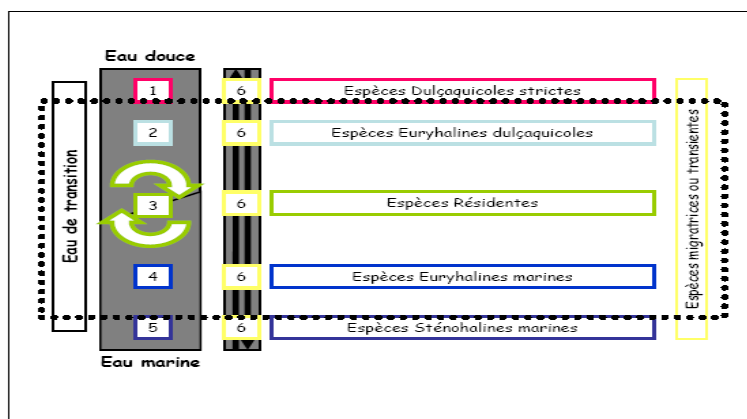 Eau douce
1 6 Espèces Dulçaquicoles strictes
2 6 Espèces Euryhalines dulçaquicoles
3 6 Espèces Résidentes
4 6 Espèces Euryhalines marines
5 6 Espèces Sténohalines marines
Eau marine
Eau de transition
Espèces migratrices ou transientes